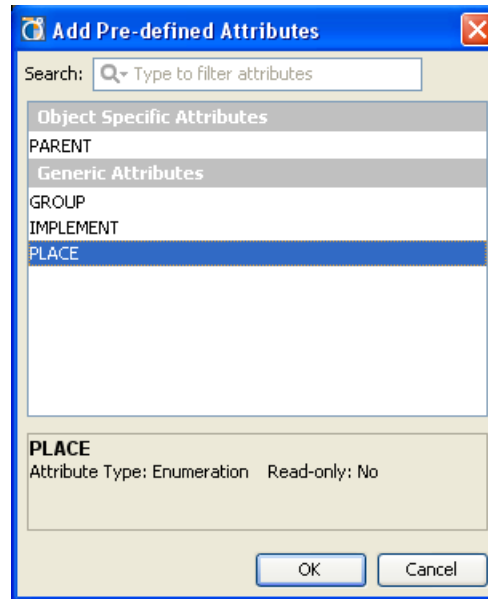 Add Pre-defined Attributes
Search: Type to filter attributes
Object Specific Attributes
PARENT
Generic Attributes
GROUP
IMPLEMENT
PLACE
PLACE
Attribute Type: Enumeration Read-only: No
OK Cancel